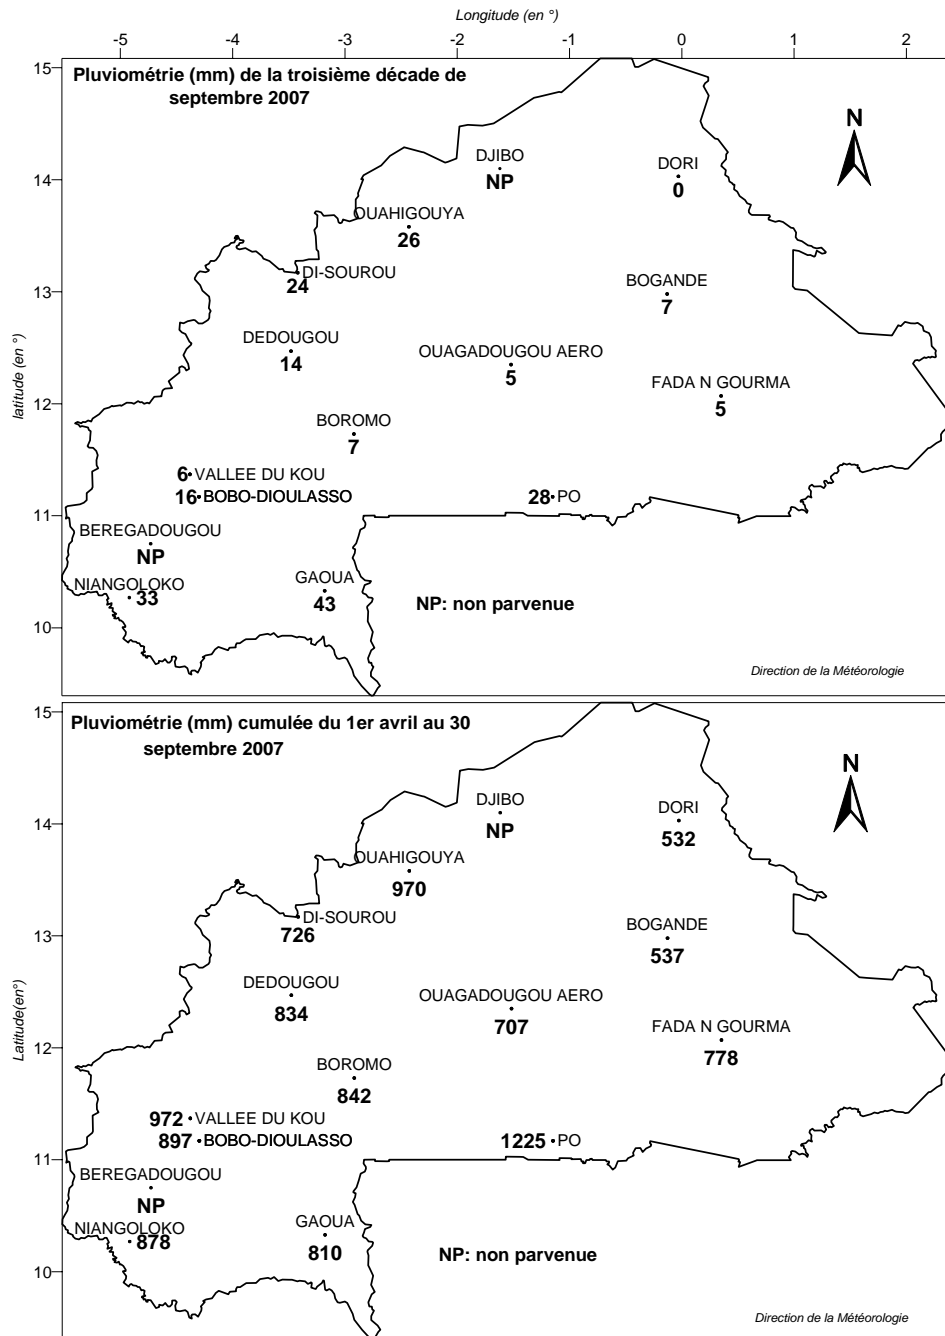 Longitude (en °)
-5 -4 -3 -2 -1 0 1 2
15
Pluviométrie (mm) de la troisième décade de
septembre 2007
N
DJIBO
NP
DORI
0
14
OUAHIGOUYA
26
DI-SOUROU
24
BOGANDE
7
13
latitude (en °)
DEDOUGOU
14
OUAGADOUGOU AERO
5
FADA N GOURMA
5
12
BOROMO
7
6 VALLEE DU KOU
16 BOBO-DIOULASSO
28 PO
11
BEREGADOUGOU
NP
NIANGOLOKO 33
GAOUA
43
NP: non parvenue
10
Direction de la Météorologie
15
Pluviométrie (mm) cumulée du 1er avril au 30
septembre 2007
N
DJIBO
NP
DORI
532
14
OUAHIGOUYA
970
DI-SOUROU
726
BOGANDE
537
13
Latitude(en°)
DEDOUGOU
834
OUAGADOUGOU AERO
707
FADA N GOURMA
778
12
BOROMO
842
972 VALLEE DU KOU
897 BOBO-DIOULASSO
1225 PO
11
BEREGADOUGOU
NP
NIANGOLOKO 878
GAOUA
810
NP: non parvenue
10
Direction de la Météorologie